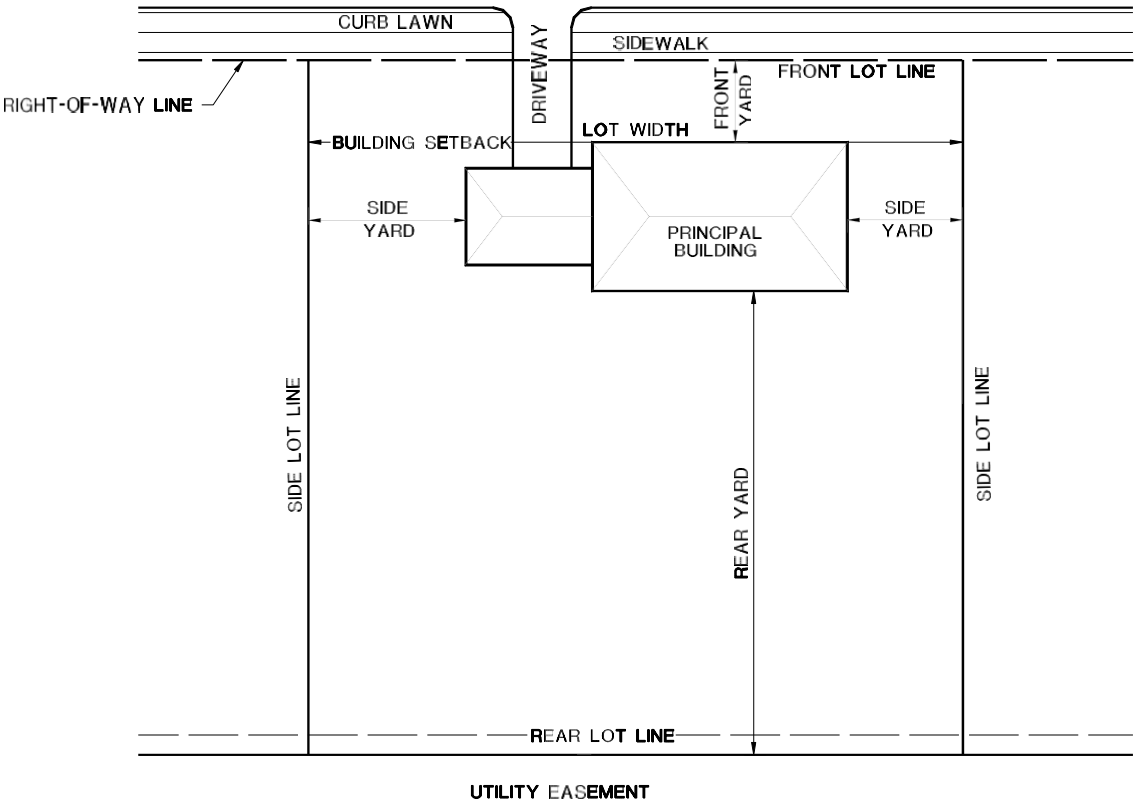 CURB LAWN
SIDEWALK
DRIVEWAY
FRONT LOT LINE
RIGHT-OF-WAY LINE
FRONT
YARD
LOT WIDTH
BUILDING SETBACK
SIDE
YARD
PRINCIPAL
BUILDING
SIDE
YARD
SIDE LOT LINE
SIDE LOT LINE
REAR YARD
REAR LOT LINE
UTILITY EASEMENT